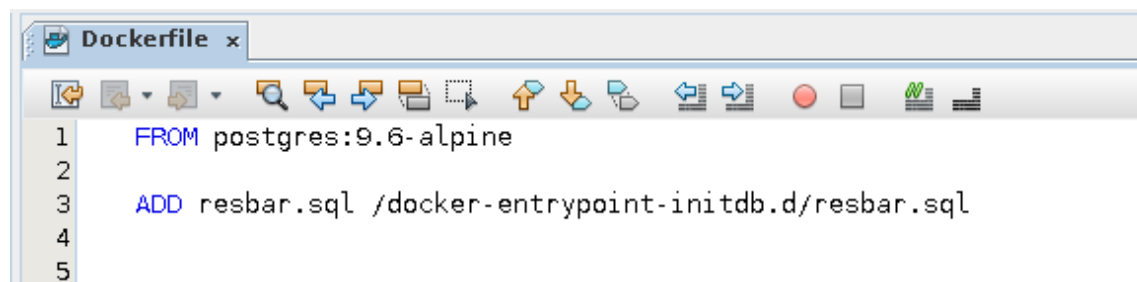 Dockerfile x
1 FROM postgres:9.6-alpine
2
3 ADD resbar.sql /docker-entrypoint-initdb.d/resbar.sql
4
5